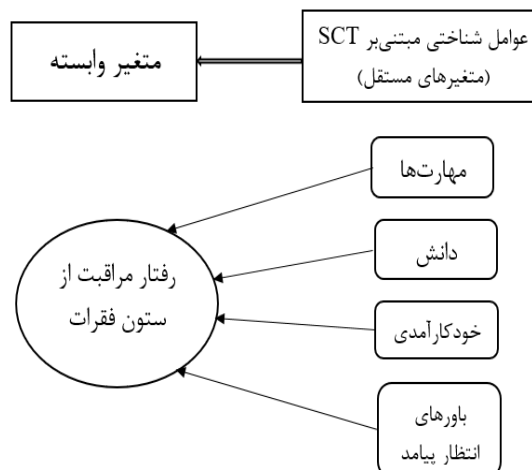 عوامل شناختی مبتنی‌بر SCT
(متغیرهای مستقل)
متغیر وابسته
مهارت‌ها
دانش
خودکارآمدی
باورهای
انتظار پیامد
رفتار مراقبت از
ستون فقرات